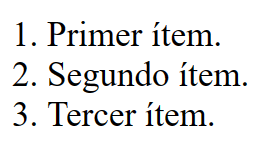 1. Primer ítem.
2. Segundo ítem.
3. Tercer ítem.